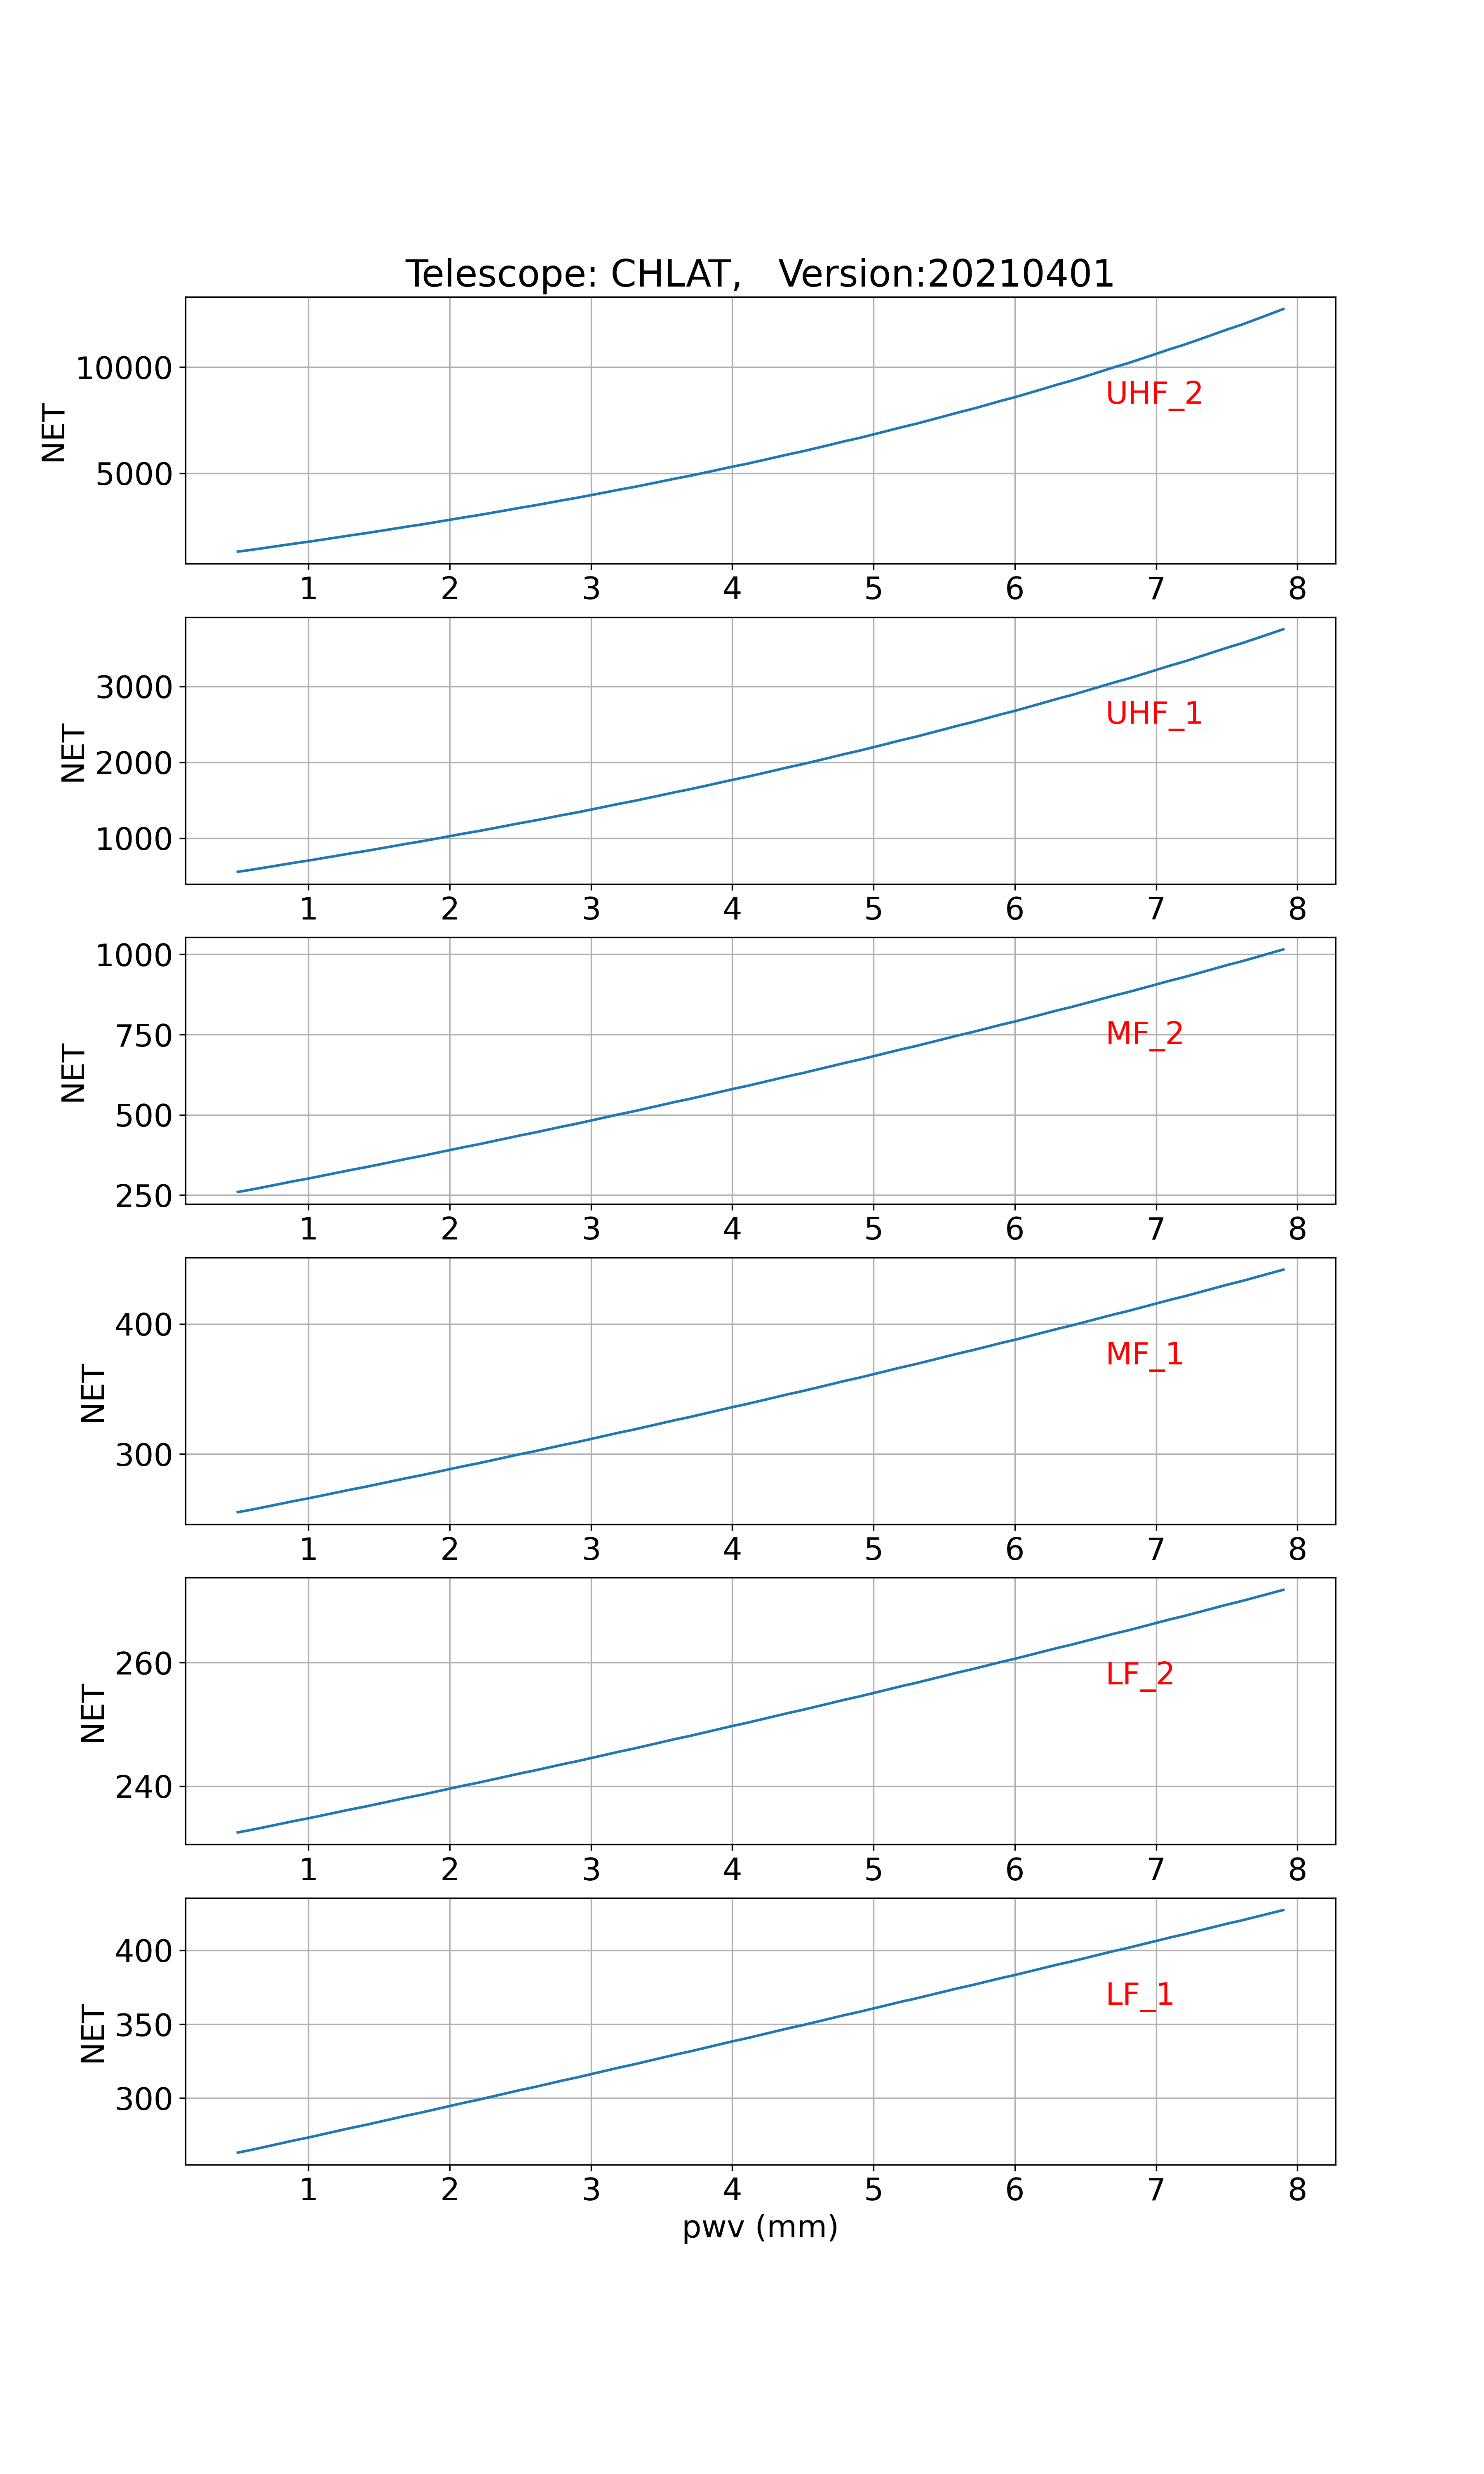 Telescope: CHLAT,   Version:20210401
10000
5000
NET
UHF_2
1 2 3 4 5 6 7 8
3000
2000
1000
NET
UHF_1
1 2 3 4 5 6 7 8
1000
750
500
250
NET
MF_2
1 2 3 4 5 6 7 8
400
300
NET
MF_1
1 2 3 4 5 6 7 8
260
240
NET
LF_2
1 2 3 4 5 6 7 8
400
350
300
NET
LF_1
1 2 3 4 5 6 7 8
pwv (mm)